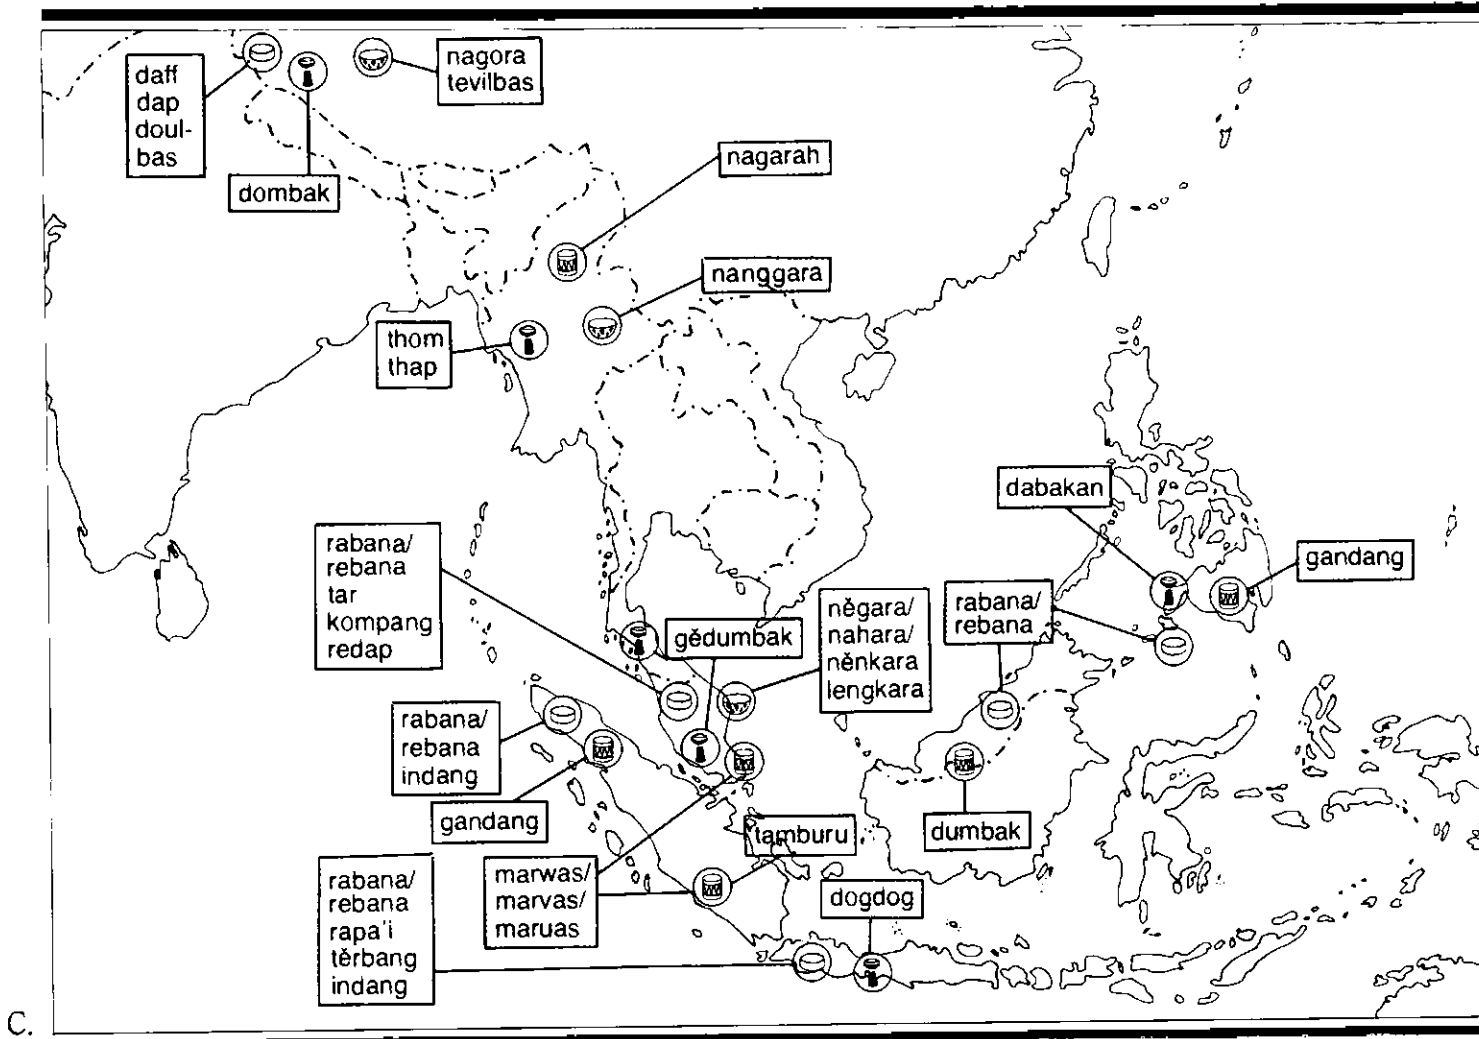 daff
dap
doul-
bas
dombak
nagora
tevilbas
nagarah
nanggara
thom
thap
dabakan
gandang
rabana/
rebana
tar
kompang
redap
gĕdumbak
nĕgara/
nahara/
nĕnkara
lengkara
rabana/
rebana
rabana/
rebana
indang
gandang
tamburu
dumbak
marwas/
marvas/
maruas
dogdog
rabana/
rebana
rapa'i
tĕrbang
indang
C.